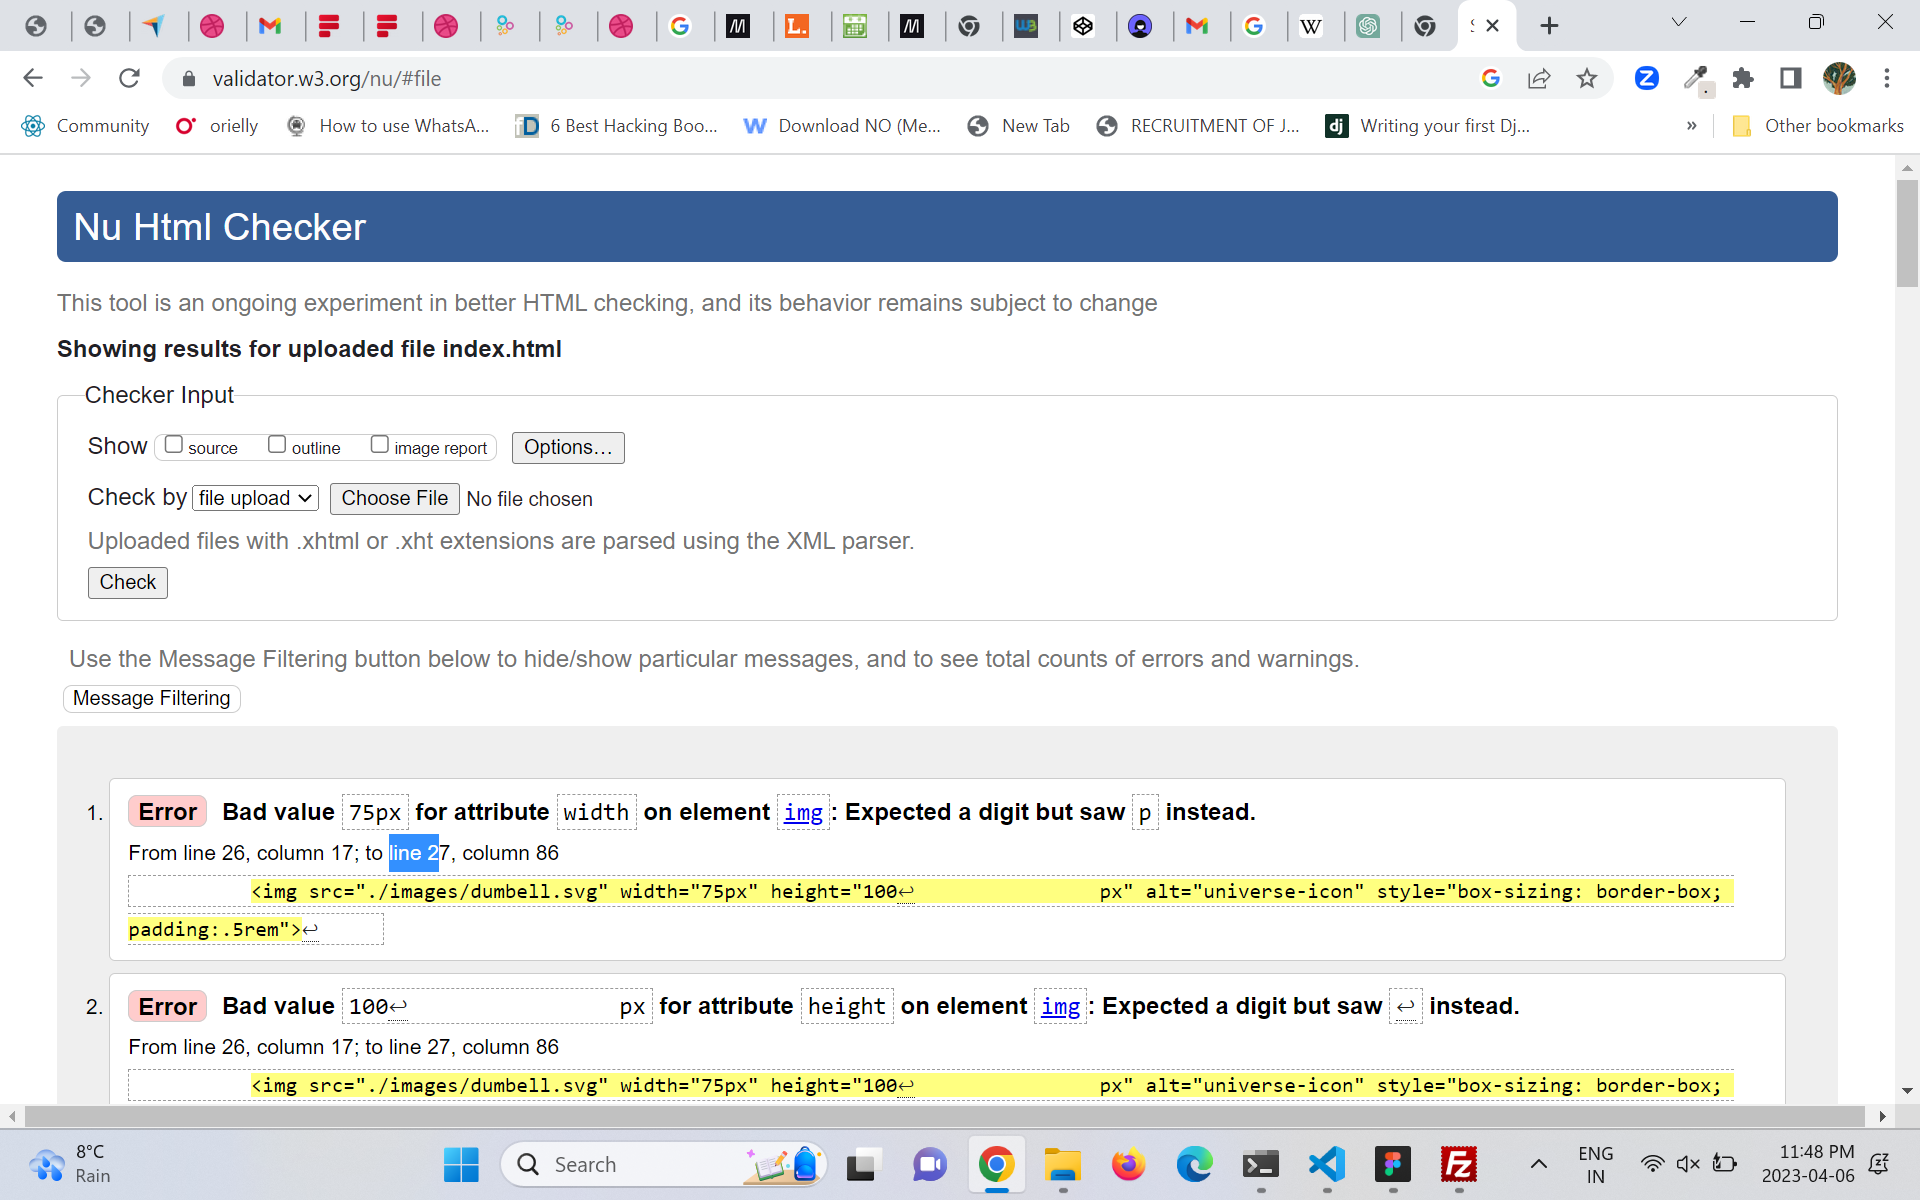 validator.w3.org/nu/#file
Community
orielly
How to use WhatsA...
6 Best Hacking Boo...
Download NO (Me...
New Tab
RECRUITMENT OF J...
Writing your first Dj...
»
Other bookmarks
Nu Html Checker
This tool is an ongoing experiment in better HTML checking, and its behavior remains subject to change
Showing results for uploaded file index.html
Checker Input
Show source outline image report Options...
Check by file upload Choose File No file chosen
Uploaded files with .xhtml or .xht extensions are parsed using the XML parser.
Check
Use the Message Filtering button below to hide/show particular messages, and to see total counts of errors and warnings.
Message Filtering
1. Error Bad value 75px for attribute width on element img: Expected a digit but saw p instead.
From line 26, column 17; to line 27, column 86
<img src="./images/dumbell.svg" width="75px" height="100↩ px" alt="universe-icon" style="box-sizing: border-box;
padding:.5rem">↩
2. Error Bad value 100↩ px for attribute height on element img: Expected a digit but saw ↩ instead.
From line 26, column 17; to line 27, column 86
<img src="./images/dumbell.svg" width="75px" height="100↩ px" alt="universe-icon" style="box-sizing: border-box;
8°C
Rain
Search
ENG
IN
11:48 PM
2023-04-06